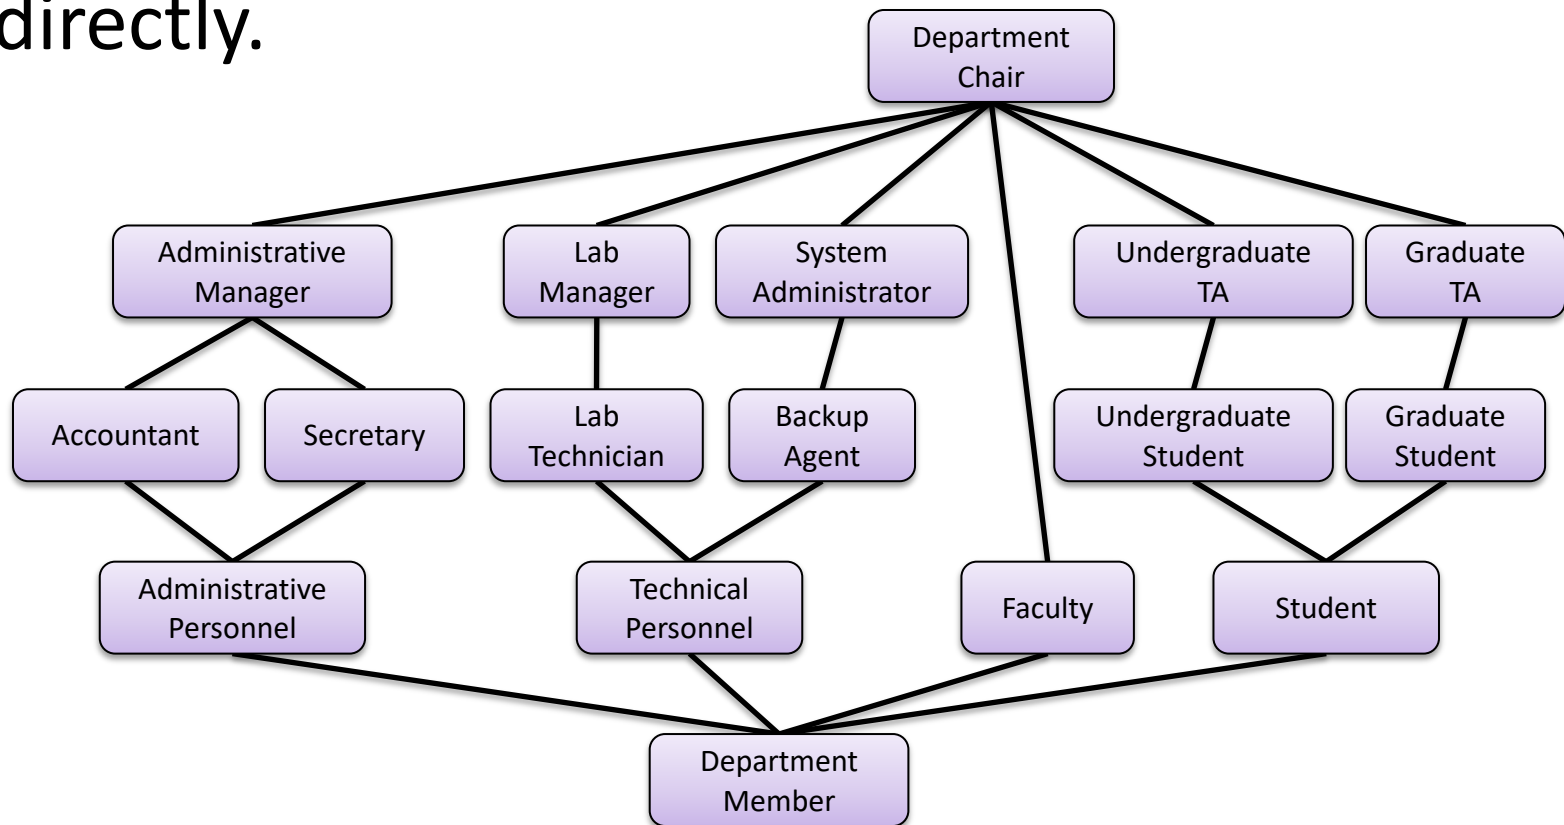 directly.
Department
Chair
Administrative
Manager
Lab
Manager
System
Administrator
Undergraduate
TA
Graduate
TA
Accountant
Secretary
Lab
Technician
Backup
Agent
Undergraduate
Student
Graduate
Student
Administrative
Personnel
Technical
Personnel
Faculty
Student
Department
Member